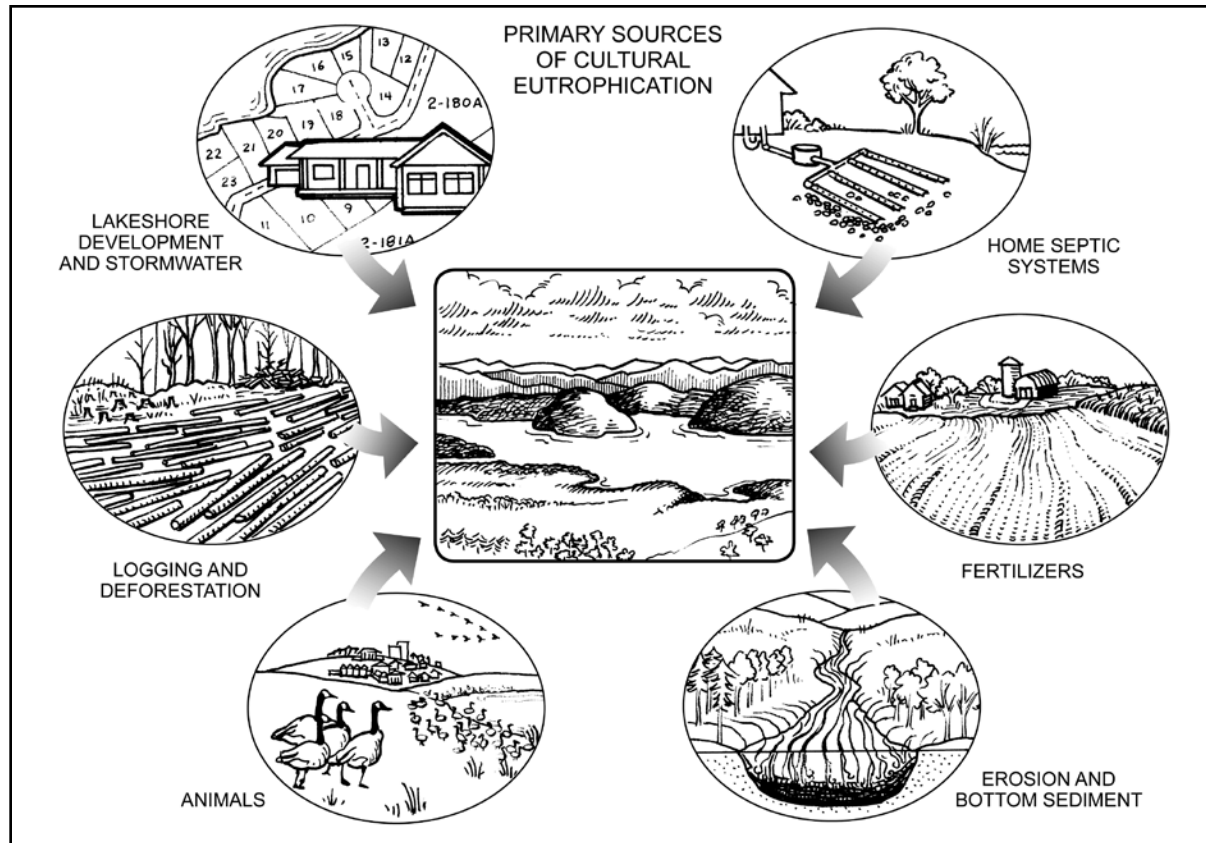 PRIMARY SOURCES
OF CULTURAL
EUTROPHICATION
13
15
12
16
1
17
14
2-180A
18
19
20
22
21
23
9
10
11
2-181A
LAKESHORE
DEVELOPMENT
AND STORMWATER
HOME SEPTIC
SYSTEMS
LOGGING AND
DEFORESTATION
FERTILIZERS
ANIMALS
EROSION AND
BOTTOM SEDIMENT